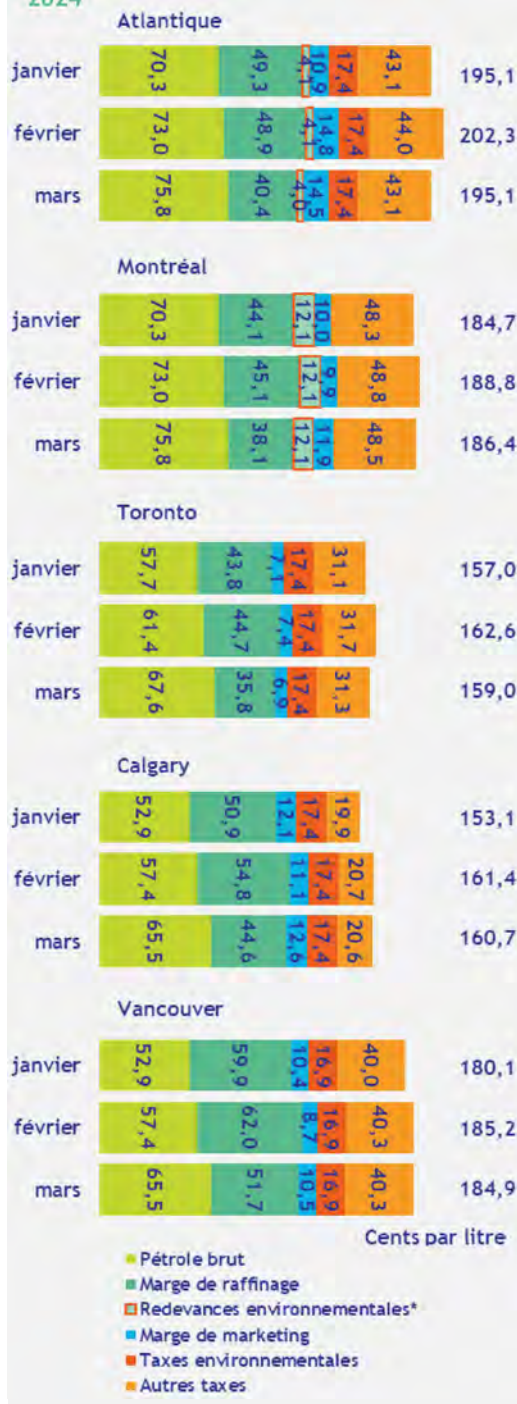 2024
Atlantique
janvier 70,3 49,3 4,1 10,9 17,4 43,1 195,1
février 73,0 48,9 4,1 14,8 17,4 44,0 202,3
mars 75,8 40,4 4,0 14,5 17,4 43,1 195,1
Montréal
janvier 70,3 44,1 12,1 10,0 48,3 184,7
février 73,0 45,1 12,1 9,9 48,8 188,8
mars 75,8 38,1 12,1 11,9 48,5 186,4
Toronto
janvier 57,7 43,8 7,1 17,4 31,1 157,0
février 61,4 44,7 7,4 17,4 31,7 162,6
mars 67,6 35,8 6,9 17,4 31,3 159,0
Calgary
janvier 52,9 50,9 12,1 17,4 19,9 153,1
février 57,4 54,8 11,1 17,4 20,7 161,4
mars 65,5 44,6 12,6 17,4 20,6 160,7
Vancouver
janvier 52,9 59,9 10,4 16,9 40,0 180,1
février 57,4 62,0 8,7 16,9 40,3 185,2
mars 65,5 51,7 10,5 16,9 40,3 184,9
Cents par litre
Pétrole brut
Marge de raffinage
Redevances environnementales*
Marge de marketing
Taxes environnementales
Autres taxes